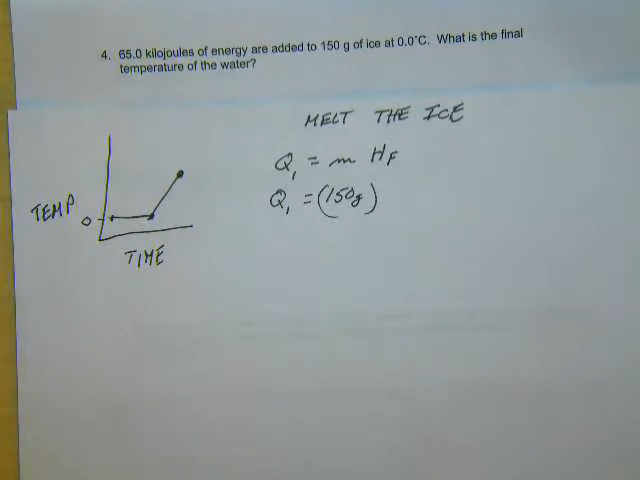 4. 65.0 kilojoules of energy are added to 150 g of ice at 0.0°C. What is the final
temperature of the water?
MELT THE ICE
Q₁ = m HF
Q₁ = (150g)
TEMP
0
TIME